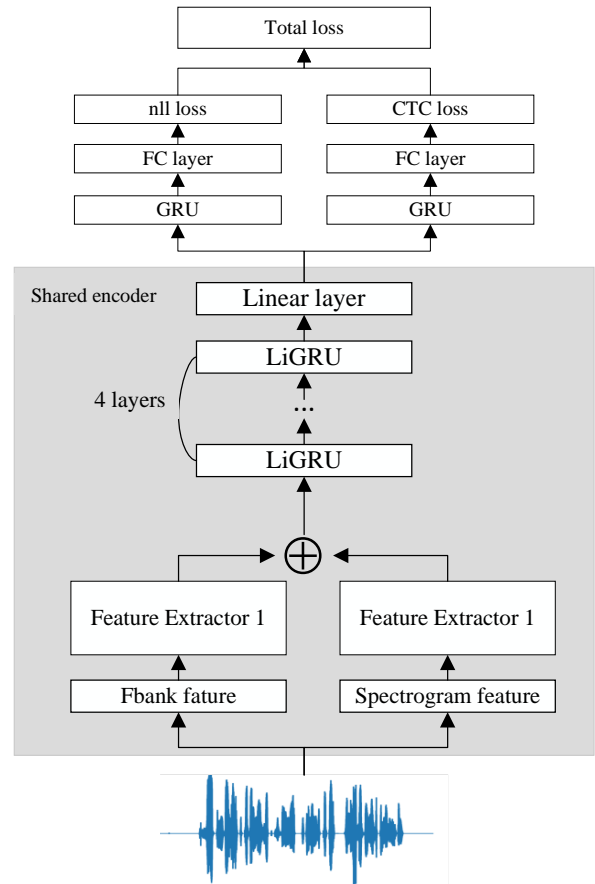 Total loss
nll loss
CTC loss
FC layer
FC layer
GRU
GRU
Shared encoder
Linear layer
LiGRU
4 layers
...
LiGRU
Feature Extractor 1
Feature Extractor 1
Fbank fature
Spectrogram feature